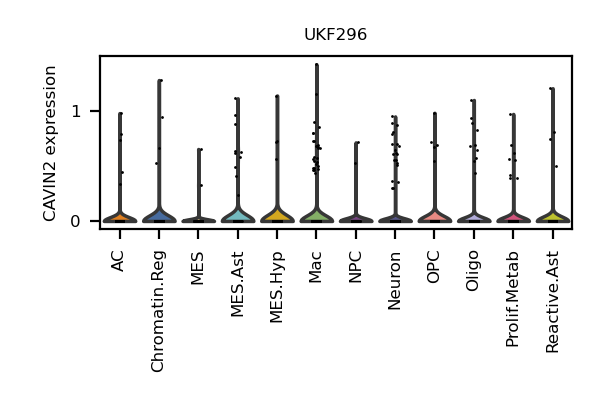 UKF296
CAVIN2 expression
1
0
AC
Chromatin.Reg
MES
MES.Ast
MES.Hyp
Mac
NPC
Neuron
OPC
Oligo
Prolif.Metab
Reactive.Ast